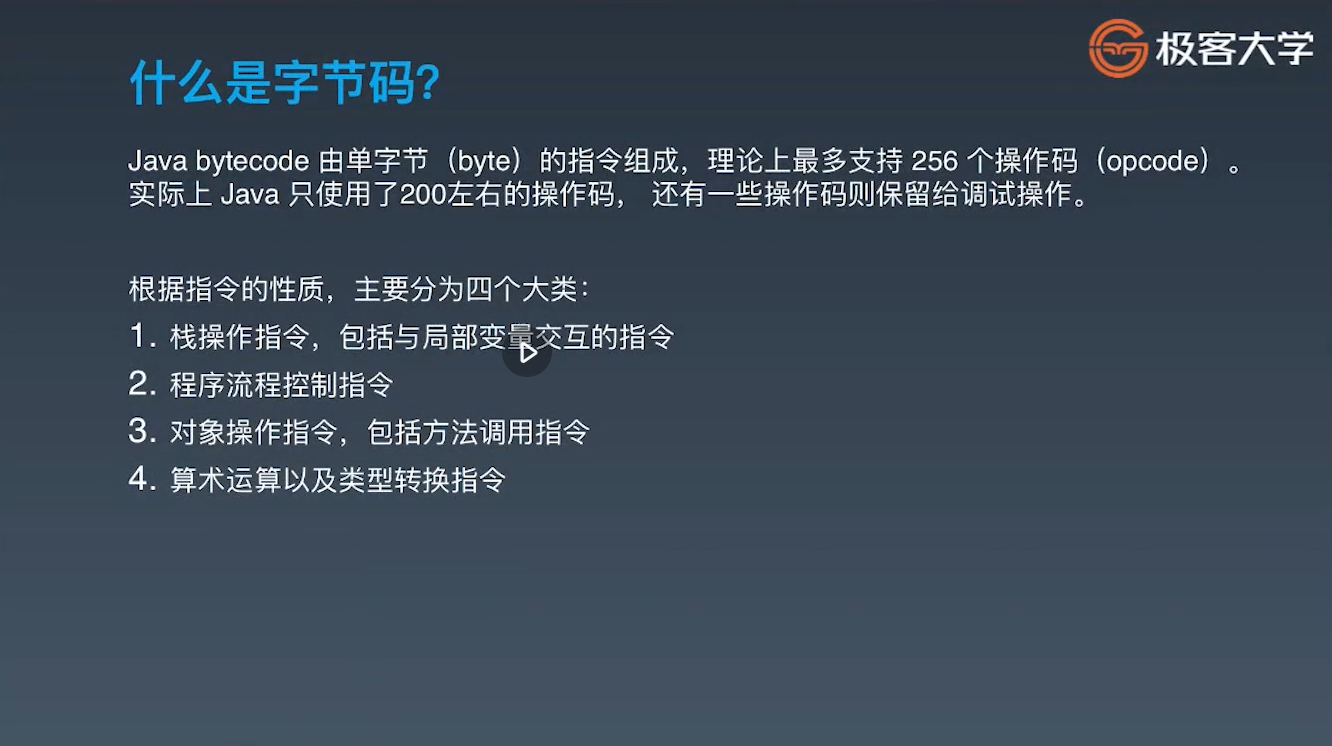 极客大学
什么是字节码?
Java bytecode 由单字节（byte）的指令组成，理论上最多支持 256 个操作码（opcode）。
实际上 Java 只使用了200左右的操作码， 还有一些操作码则保留给调试操作。
根据指令的性质，主要分为四个大类：
1. 栈操作指令，包括与局部变量交互的指令
2. 程序流程控制指令
3. 对象操作指令，包括方法调用指令
4. 算术运算以及类型转换指令